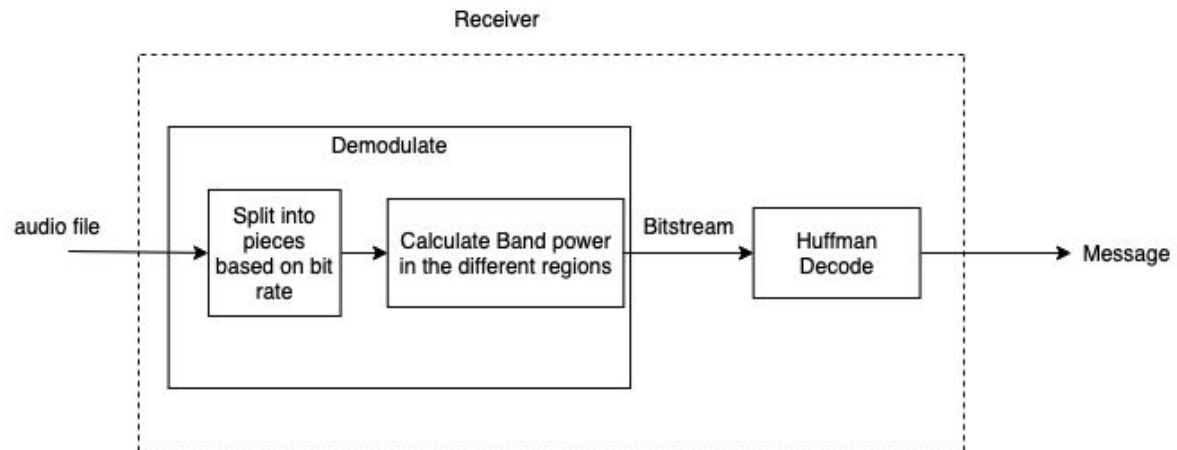 Receiver
Demodulate
audio file
Split into
pieces
based on bit
rate
Calculate Band power
in the different regions
Bitstream
Huffman
Decode
Message